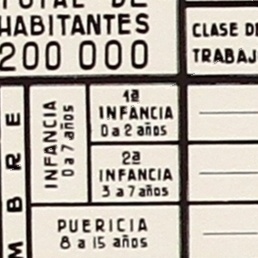 TOTAL DE
HABITANTES
200 000
CLASE DE
TRABAJ
MBRE
INFANCIA
0 a 7 años
1ª
INFANCIA
0 a 2 años
2ª
INFANCIA
3 a 7 años
PUERICIA
8 a 15 años